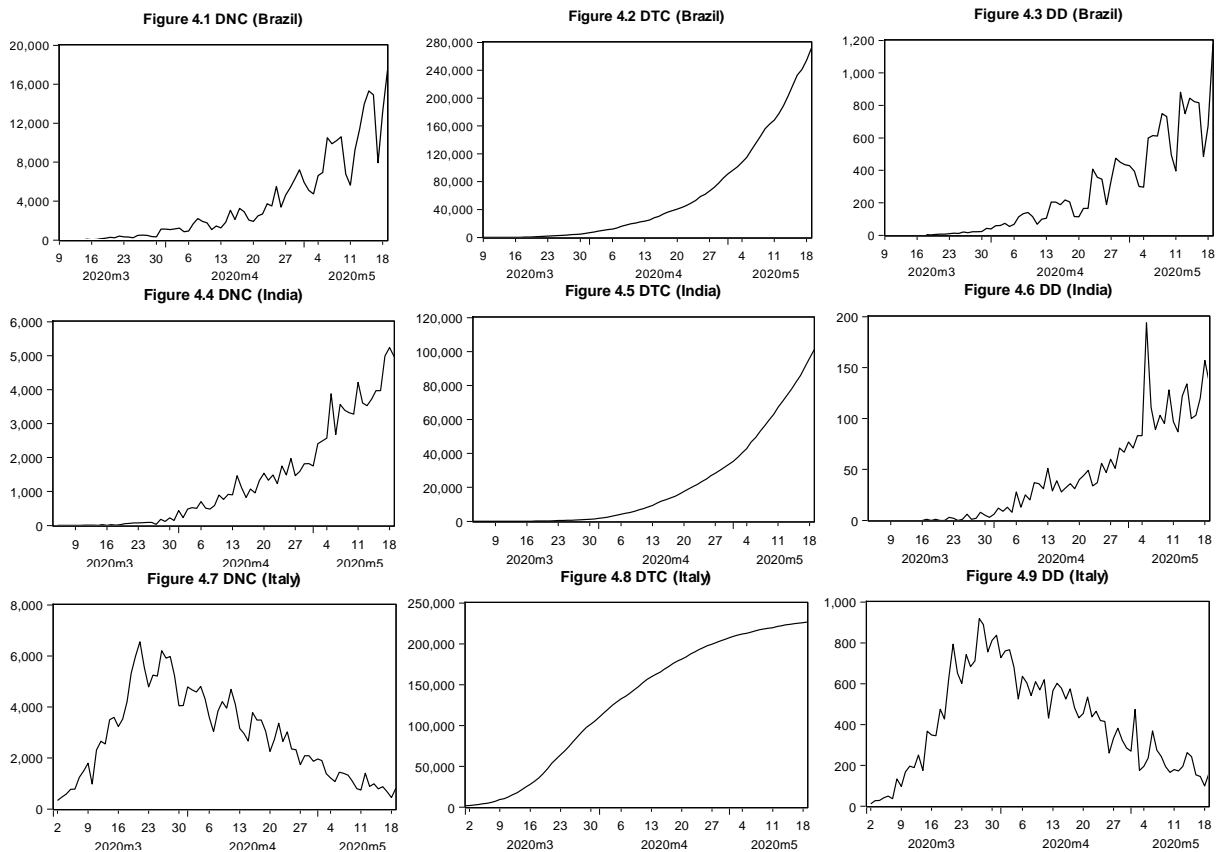 Figure 4.1 DNC (Brazil)
20,000
16,000
12,000
8,000
4,000
0
9 16 23 30 6 13 20 27 4 11 18
2020m3 2020m4 2020m5
Figure 4.2 DTC (Brazil)
280,000
240,000
200,000
160,000
120,000
80,000
40,000
0
9 16 23 30 6 13 20 27 4 11 18
2020m3 2020m4 2020m5
Figure 4.3 DD (Brazil)
1,200
1,000
800
600
400
200
0
9 16 23 30 6 13 20 27 4 11 18
2020m3 2020m4 2020m5
Figure 4.4 DNC (India)
6,000
5,000
4,000
3,000
2,000
1,000
0
9 16 23 30 6 13 20 27 4 11 18
2020m3 2020m4 2020m5
Figure 4.5 DTC (India)
120,000
100,000
80,000
60,000
40,000
20,000
0
9 16 23 30 6 13 20 27 4 11 18
2020m3 2020m4 2020m5
Figure 4.6 DD (India)
200
150
100
50
0
9 16 23 30 6 13 20 27 4 11 18
2020m3 2020m4 2020m5
Figure 4.7 DNC (Italy)
8,000
6,000
4,000
2,000
0
2 9 16 23 30 6 13 20 27 4 11 18
2020m3 2020m4 2020m5
Figure 4.8 DTC (Italy)
250,000
200,000
150,000
100,000
50,000
0
2 9 16 23 30 6 13 20 27 4 11 18
2020m3 2020m4 2020m5
Figure 4.9 DD (Italy)
1,000
800
600
400
200
0
2 9 16 23 30 6 13 20 27 4 11 18
2020m3 2020m4 2020m5